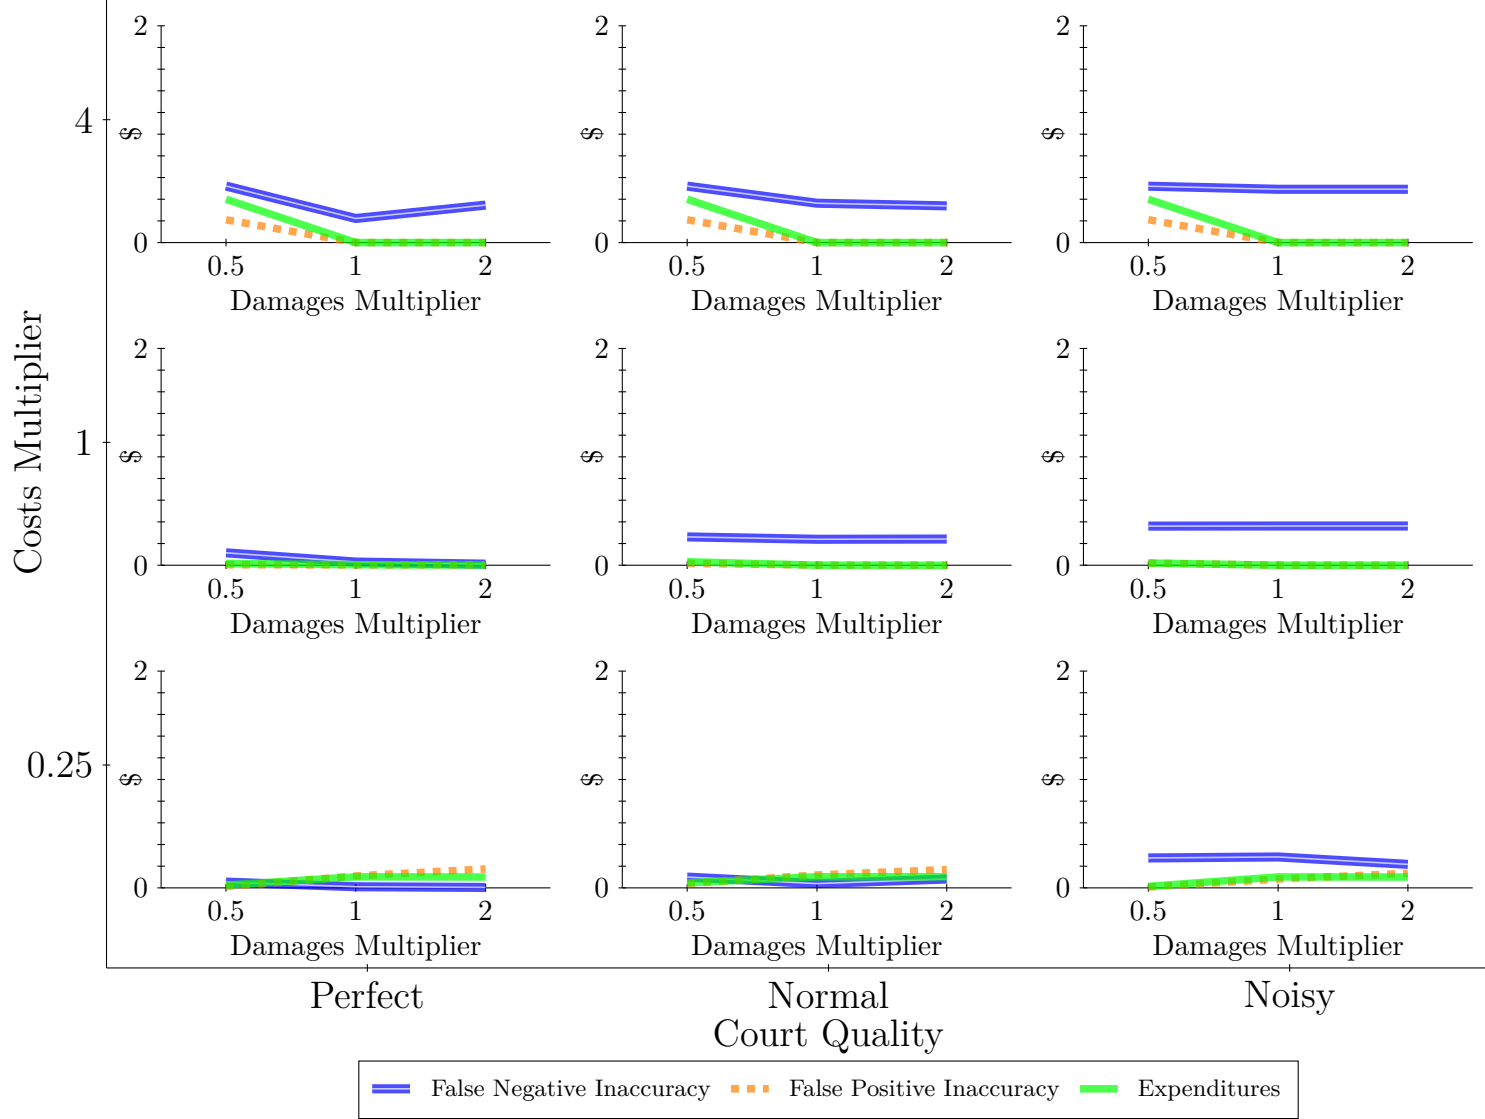 Costs Multiplier
4
1
0.25
2
$
0
0.5 1 2
Damages Multiplier
2
$
0
0.5 1 2
Damages Multiplier
2
$
0
0.5 1 2
Damages Multiplier
2
$
0
0.5 1 2
Damages Multiplier
2
$
0
0.5 1 2
Damages Multiplier
2
$
0
0.5 1 2
Damages Multiplier
2
$
0
0.5 1 2
Damages Multiplier
2
$
0
0.5 1 2
Damages Multiplier
2
$
0
0.5 1 2
Damages Multiplier
Perfect Normal Noisy
Court Quality
False Negative Inaccuracy False Positive Inaccuracy Expenditures